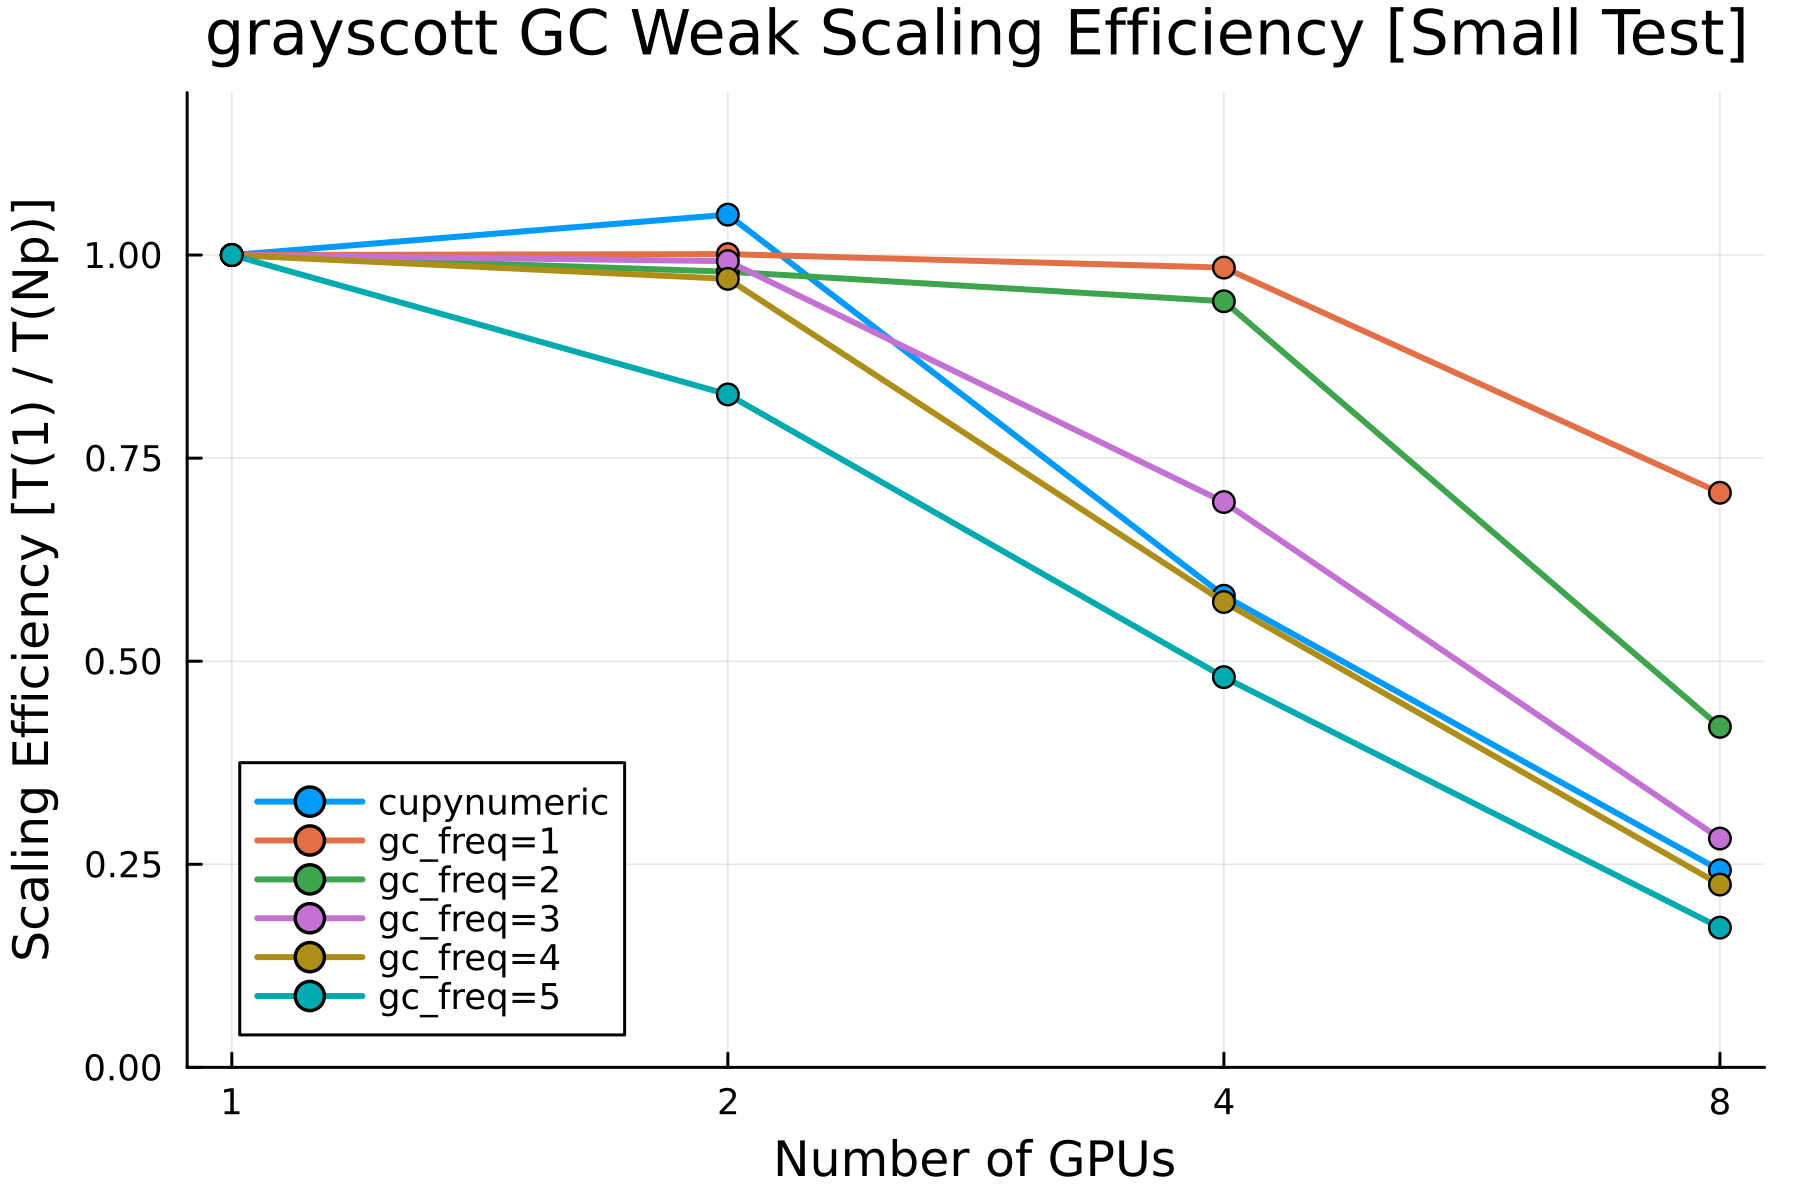 grayscott GC Weak Scaling Efficiency [Small Test]
Scaling Efficiency [T(1) / T(Np)]
1.00
0.75
0.50
0.25
0.00
cupynumeric
gc_freq=1
gc_freq=2
gc_freq=3
gc_freq=4
gc_freq=5
1 2 4 8
Number of GPUs